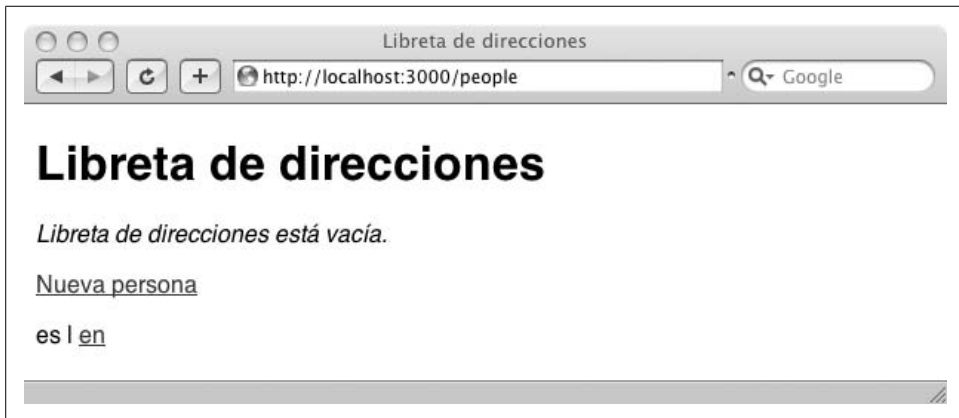 Libreta de direcciones
http://localhost:3000/people
Google
Libreta de direcciones
Libreta de direcciones está vacía.
Nueva persona
es | en